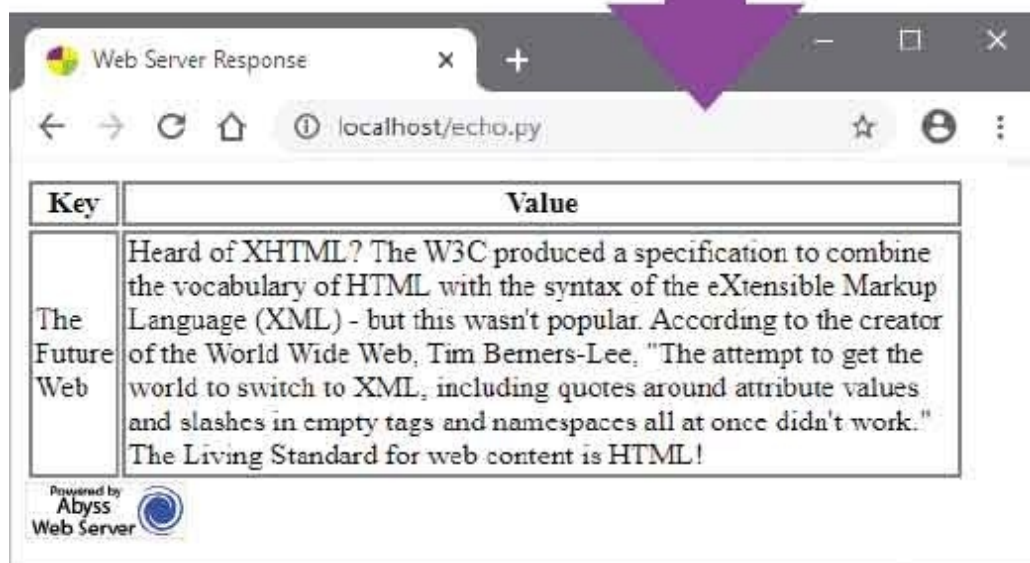 Web Server Response
localhost/echo.py
Key Value
Heard of XHTML? The W3C produced a specification to combine
the vocabulary of HTML with the syntax of the eXtensible Markup
The Language (XML) - but this wasn't popular. According to the creator
Future of the World Wide Web, Tim Berners-Lee, "The attempt to get the
Web world to switch to XML, including quotes around attribute values
and slashes in empty tags and namespaces all at once didn't work."
The Living Standard for web content is HTML!
Powered by
Abyss
Web Server